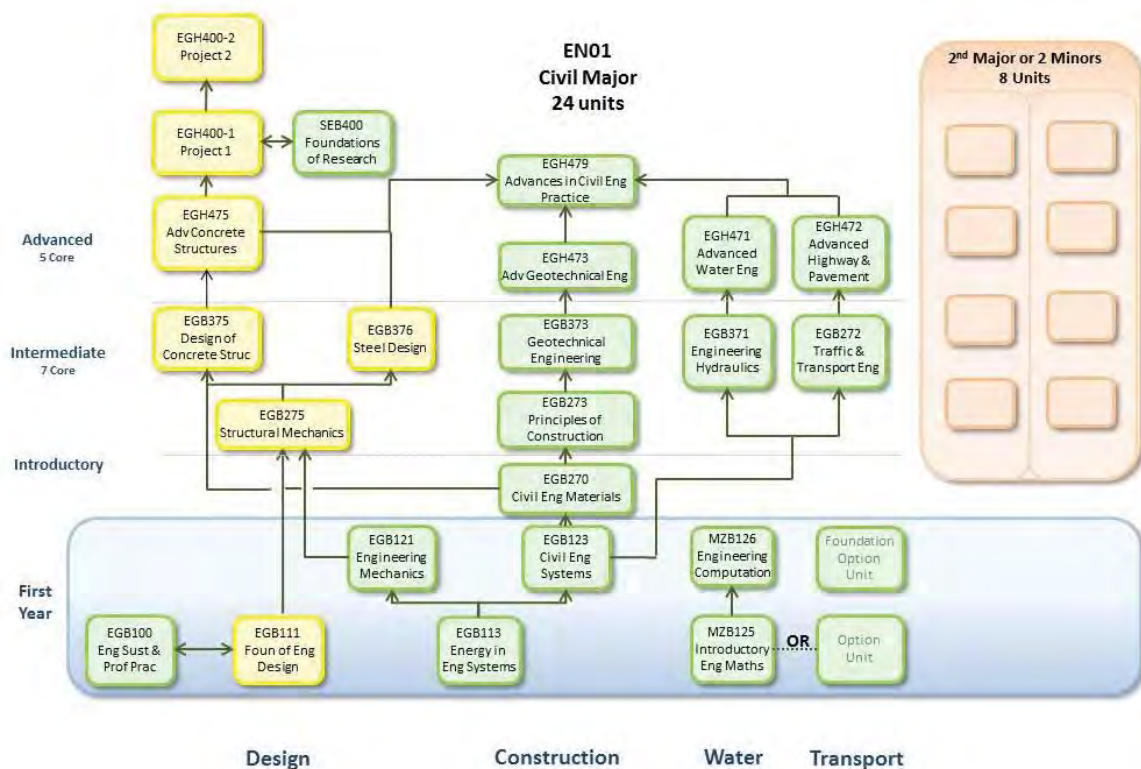 EN01
Civil Major
24 units
2nd Major or 2 Minors
8 Units
EGH400-2
Project 2
EGH400-1
Project 1
SEB400
Foundations
of Research
EGH479
Advances in Civil Eng
Practice
Advanced
5 Core
EGH475
Adv Concrete
Structures
EGH473
Adv Geotechnical Eng
EGH471
Advanced
Water Eng
EGH472
Advanced
Highway &
Pavement
Intermediate
7 Core
EGB375
Design of
Concrete Struc
EGB376
Steel Design
EGB373
Geotechnical
Engineering
EGB371
Engineering
Hydraulics
EGB272
Traffic &
Transport Eng
EGB275
Structural Mechanics
EGB273
Principles of
Construction
Introductory
EGB270
Civil Eng Materials
First
Year
EGB121
Engineering
Mechanics
EGB123
Civil Eng
Systems
MZB126
Engineering
Computation
Foundation
Option
Unit
EGB100
Eng Sust &
Prof Prac
EGB111
Foun of Eng
Design
EGB113
Energy in
Eng Systems
MZB125
Introductory
Eng Maths
OR
Option
Unit
Design
Construction
Water
Transport